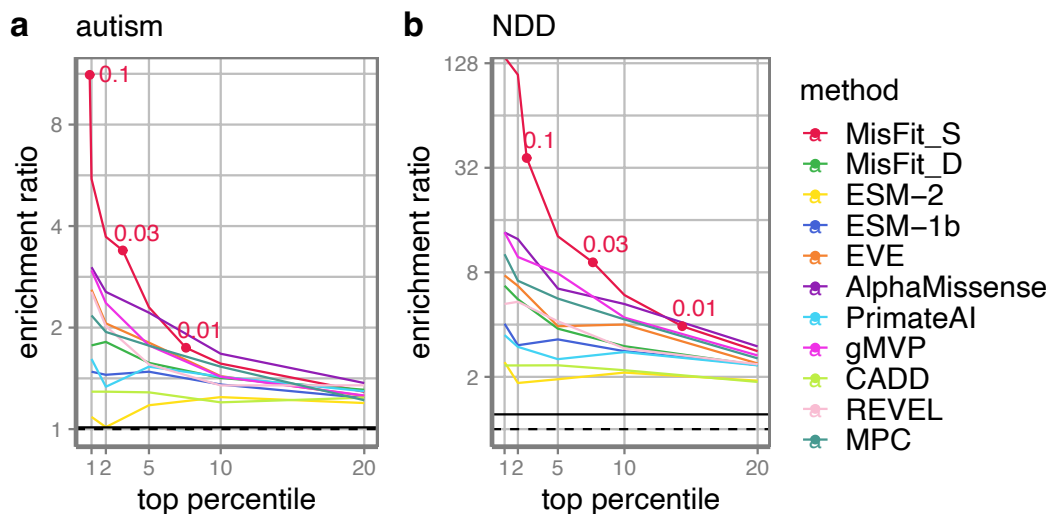 a autism
b NDD
enrichment ratio
8
4
2
1
0.1
0.03
0.01
1 2 5 10 20
top percentile
enrichment ratio
128
32
8
2
0.1
0.03
0.01
1 2 5 10 20
top percentile
method
a MisFit_S
a MisFit_D
a ESM-2
a ESM-1b
a EVE
a AlphaMissense
a PrimateAI
a gMVP
a CADD
a REVEL
a MPC